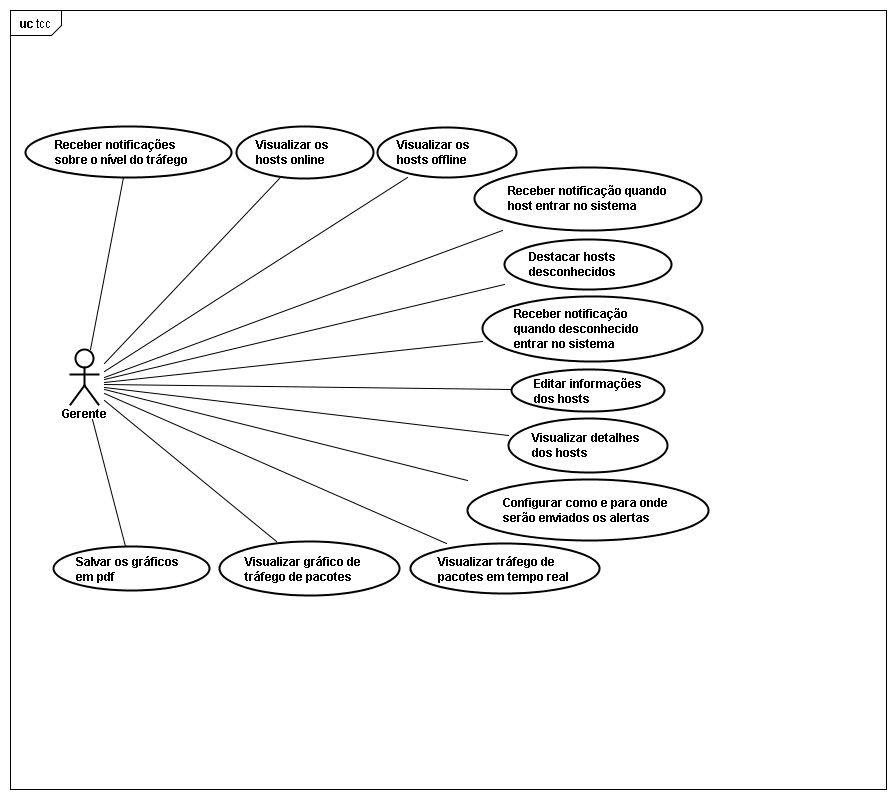 uc tcc
Receber notificações
sobre o nível do tráfego
Visualizar os
hosts online
Visualizar os
hosts offline
Receber notificação quando
host entrar no sistema
Destacar hosts
desconhecidos
Receber notificação
quando desconhecido
entrar no sistema
Gerente
Editar informações
dos hosts
Visualizar detalhes
dos hosts
Configurar como e para onde
serão enviados os alertas
Salvar os gráficos
em pdf
Visualizar gráfico de
tráfego de pacotes
Visualizar tráfego de
pacotes em tempo real